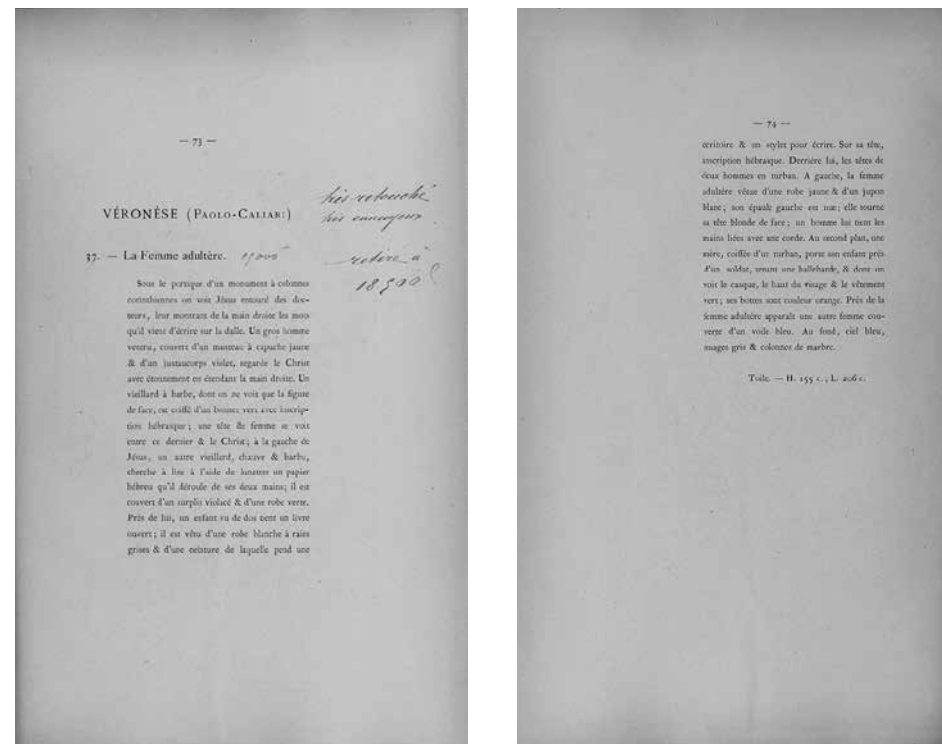 — 73 —
VÉRONÈSE (PAOLO-CALIARI)
très retouché
très ennuyeux
37. — La Femme adultère. 15000
retiré à
18,500
Sous le portique d'un monument à colonnes
corinthiennes on voit Jésus entouré des doc-
teurs, leur montrant de la main droite les mots
qu'il vient d'écrire sur la dalle. Un gros homme
ventru, couvert d'un manteau à capuche jaune
& d'un justaucorps violet, regarde le Christ
avec étonnement en étendant la main droite. Un
vieillard à barbe, dont on ne voit que la figure
de face, est coiffé d'un bonnet vert avec inscrip-
tion hébraïque; une tête de femme se voit
entre ce dernier & le Christ; à la gauche de
Jésus, un autre vieillard, chauve & barbu,
cherche à lire à l'aide de lunettes un papier
hébreu qu'il déroule de ses deux mains; il est
couvert d'un surplis violacé & d'une robe verte.
Près de lui, un enfant vu de dos tient un livre
ouvert; il est vêtu d'une robe blanche à raies
grises & d'une ceinture de laquelle pend une
— 74 —
écritoire & un stylet pour écrire. Sur sa tête,
inscription hébraïque. Derrière lui, les têtes de
deux hommes en turban. A gauche, la femme
adultère vêtue d'une robe jaune & d'un jupon
blanc; son épaule gauche est nue; elle tourne
sa tête blonde de face; un homme lui tient les
mains liées avec une corde. Au second plan, une
mère, coiffée d'un turban, porte son enfant près
d'un soldat, tenant une hallebarde, & dont on
voit le casque, le haut du visage & le vêtement
vert; ses bottes sont couleur orange. Près de la
femme adultère apparaît une autre femme cou-
verte d'un voile bleu. Au fond, ciel bleu,
nuages gris & colonnes de marbre.
Toile. — H. 155 c.; L. 206 c.